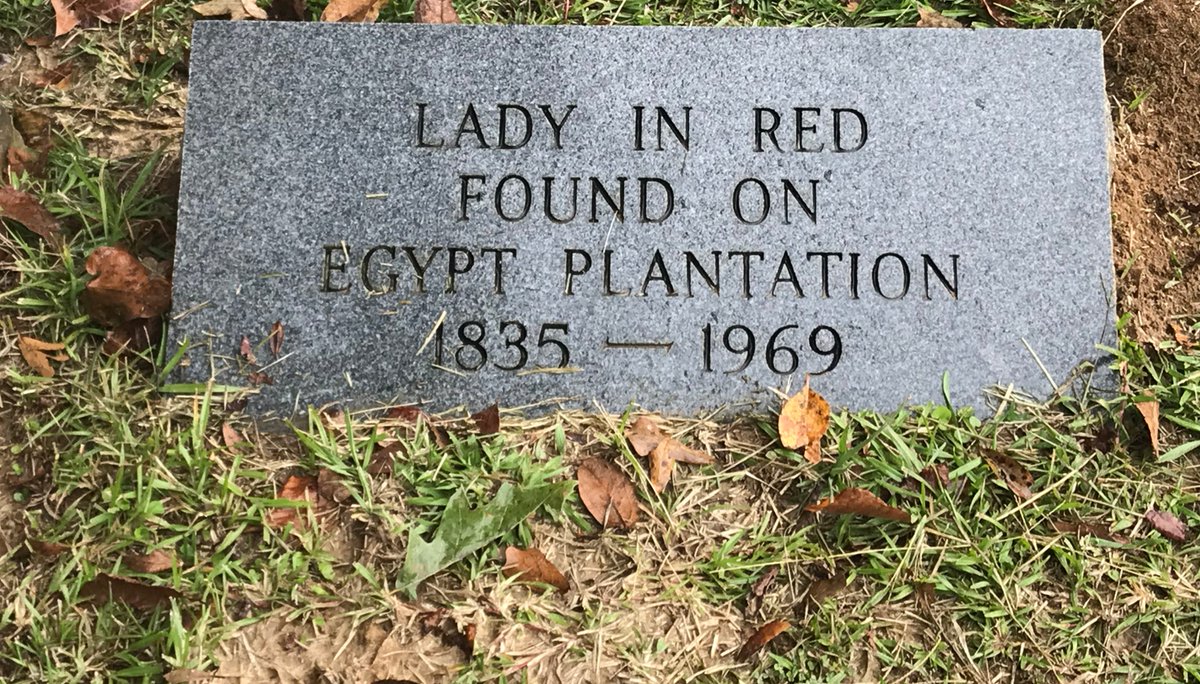 LADY IN RED
FOUND ON
EGYPT PLANTATION
1835 — 1969